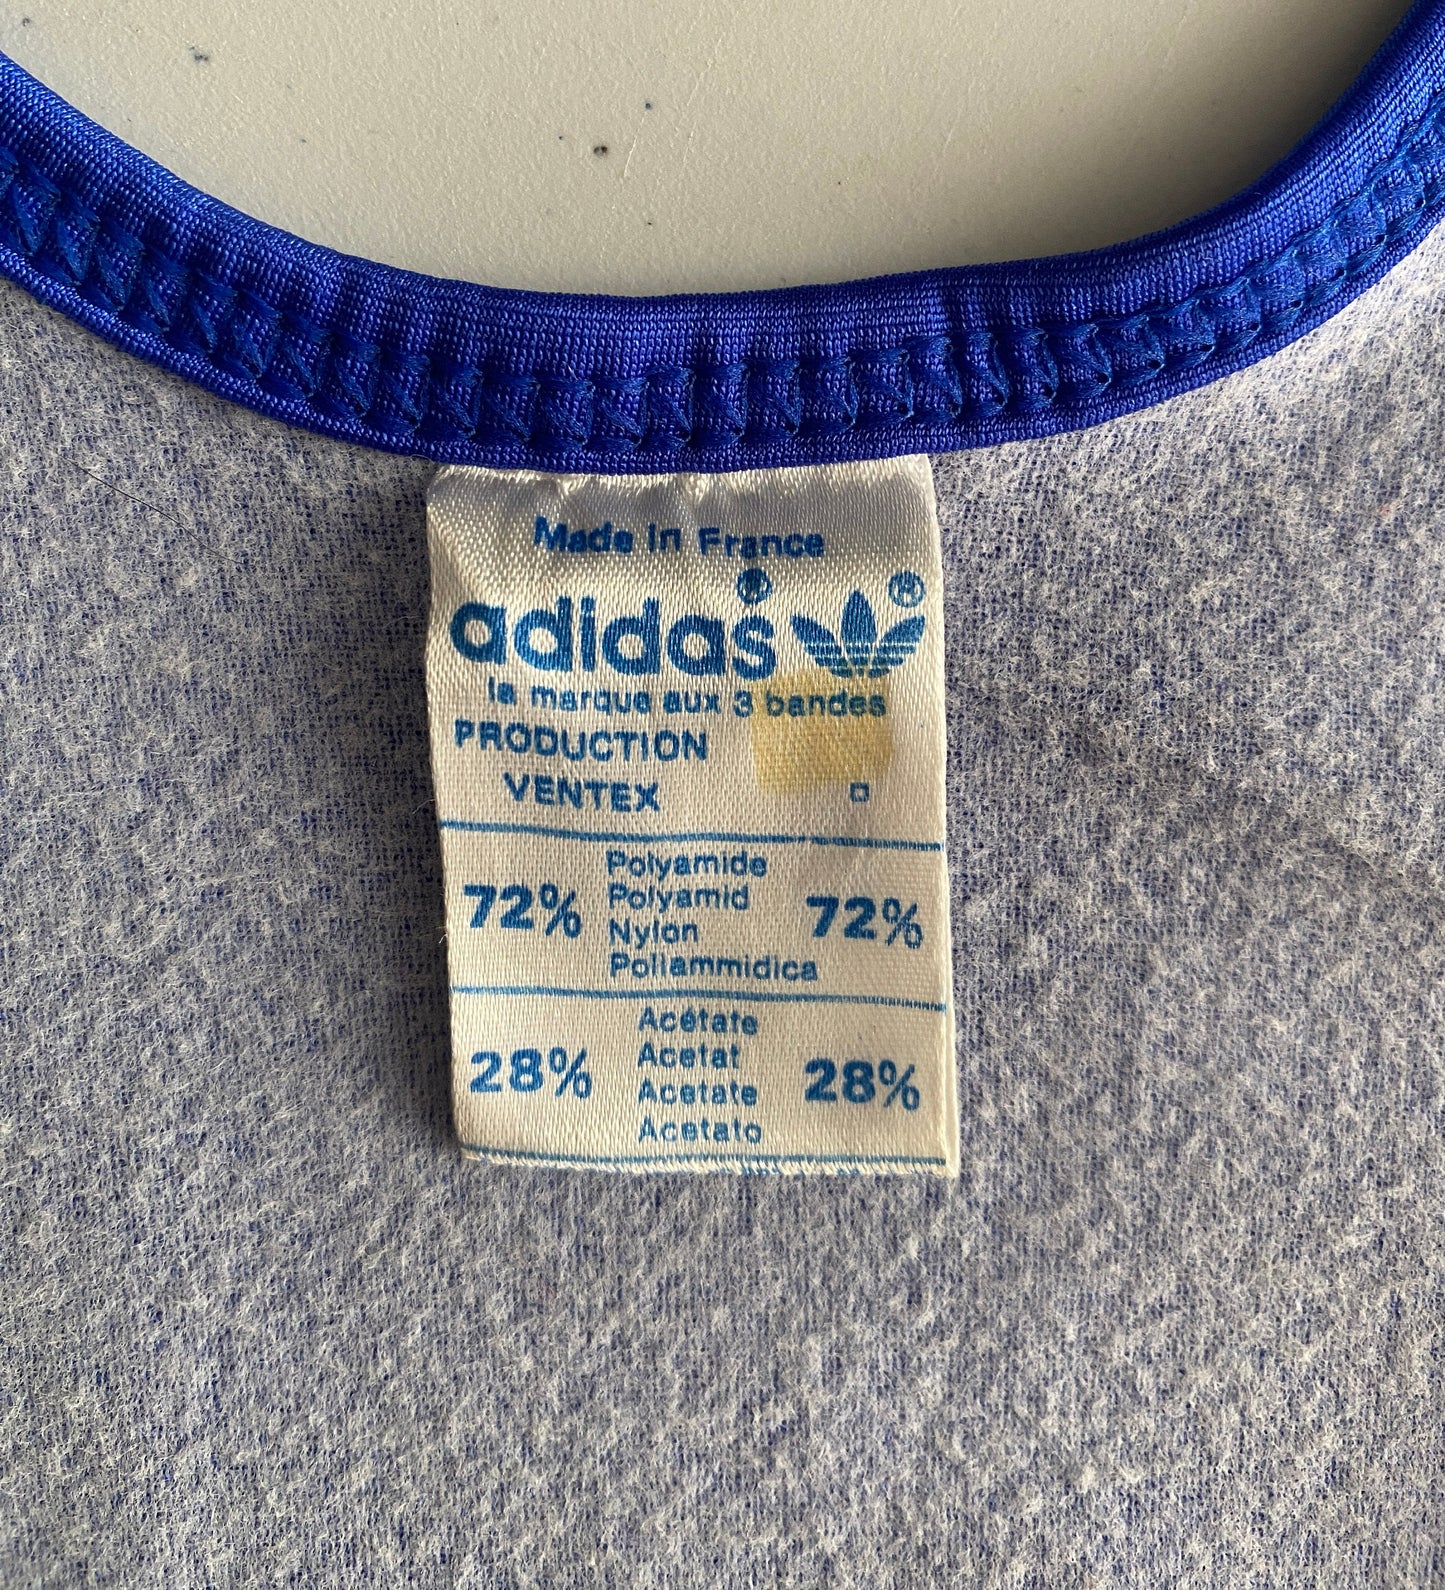 Made in France
adidas® ®
la marque aux 3 bandes
PRODUCTION
VENTEX
72% Polyamide 72%
Polyamid
Nylon
Poliammidica
28% Acétate 28%
Acetat
Acetate
Acetato